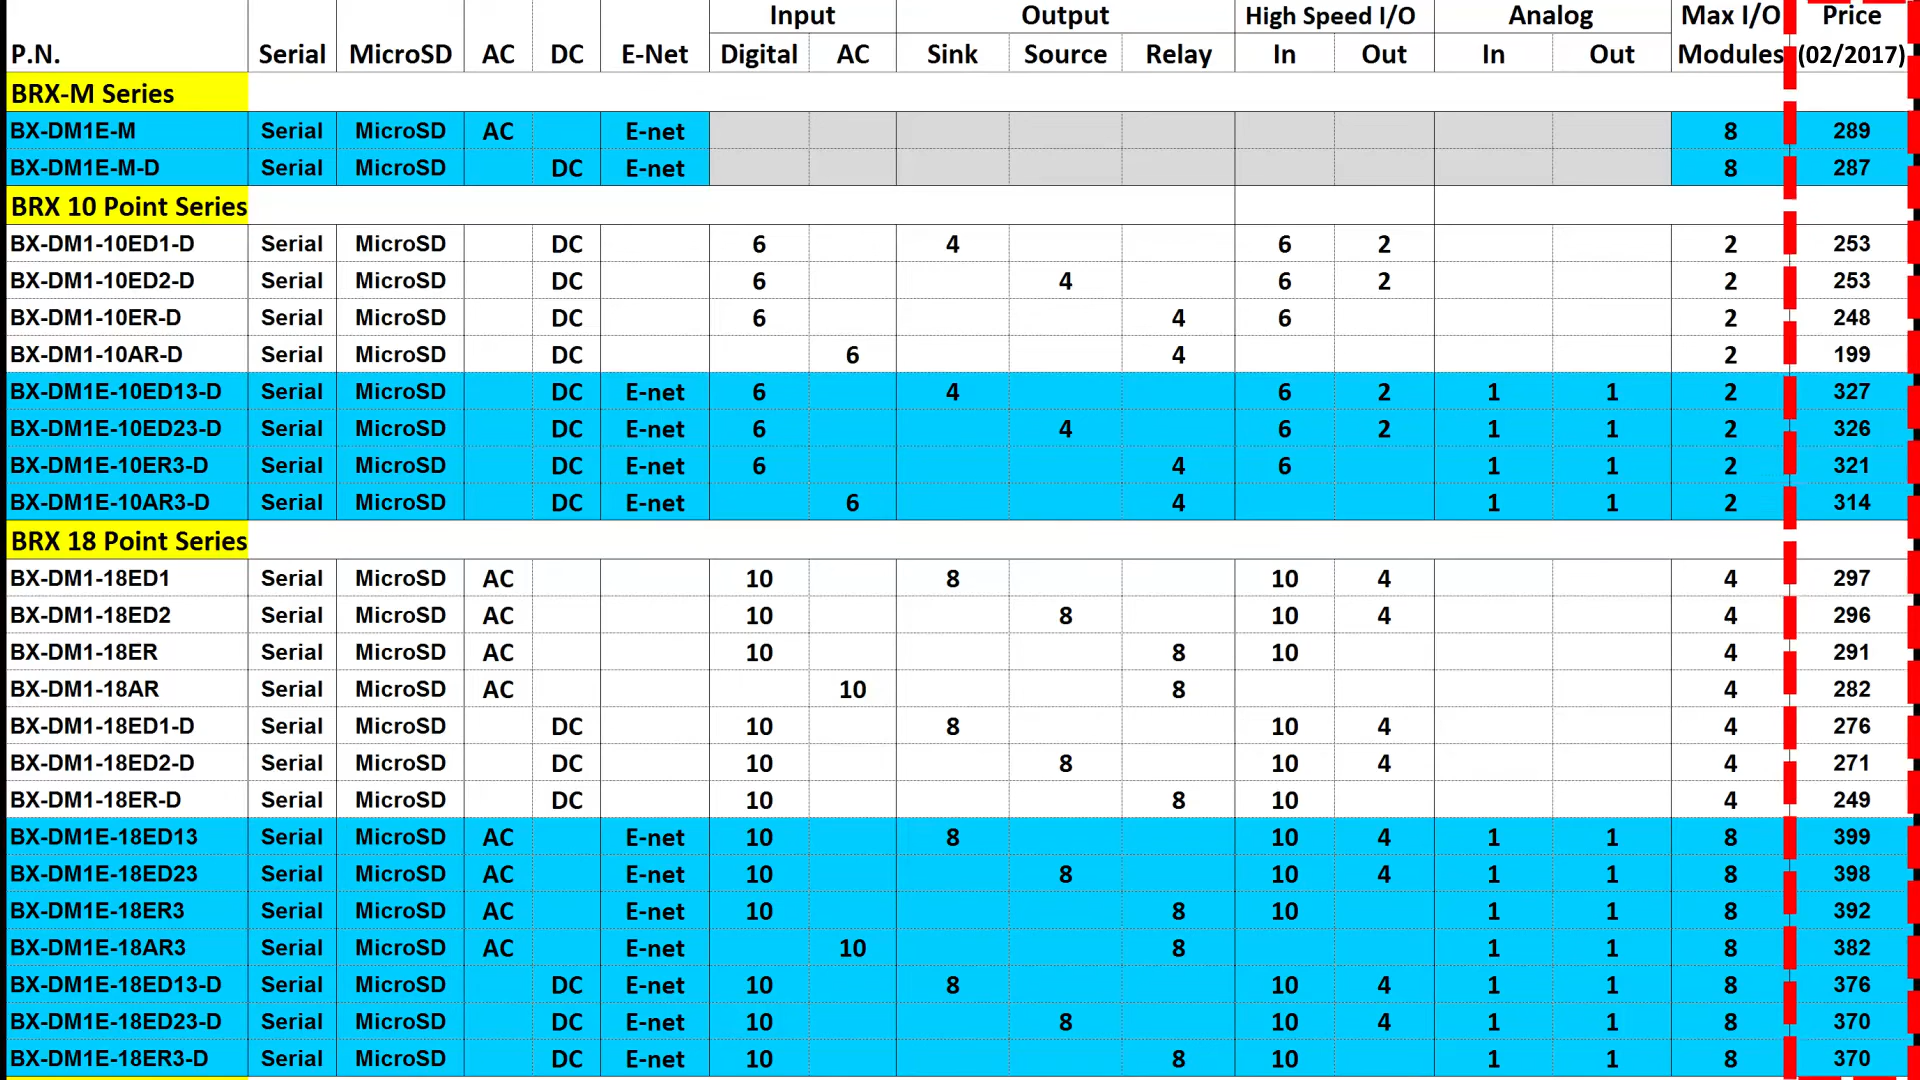 Input Output High Speed I/O Analog Max I/O Price
P.N. Serial MicroSD AC DC E-Net Digital AC Sink Source Relay In Out In Out Modules (02/2017)
BRX-M Series
BX-DM1E-M Serial MicroSD AC E-net 8 289
BX-DM1E-M-D Serial MicroSD DC E-net 8 287
BRX 10 Point Series
BX-DM1-10ED1-D Serial MicroSD DC 6 4 6 2 2 253
BX-DM1-10ED2-D Serial MicroSD DC 6 4 6 2 2 253
BX-DM1-10ER-D Serial MicroSD DC 6 4 6 2 248
BX-DM1-10AR-D Serial MicroSD DC 6 4 2 199
BX-DM1E-10ED13-D Serial MicroSD DC E-net 6 4 6 2 1 1 2 327
BX-DM1E-10ED23-D Serial MicroSD DC E-net 6 4 6 2 1 1 2 326
BX-DM1E-10ER3-D Serial MicroSD DC E-net 6 4 6 1 1 2 321
BX-DM1E-10AR3-D Serial MicroSD DC E-net 6 4 1 1 2 314
BRX 18 Point Series
BX-DM1-18ED1 Serial MicroSD AC 10 8 10 4 4 297
BX-DM1-18ED2 Serial MicroSD AC 10 8 10 4 4 296
BX-DM1-18ER Serial MicroSD AC 10 8 10 4 291
BX-DM1-18AR Serial MicroSD AC 10 8 4 282
BX-DM1-18ED1-D Serial MicroSD DC 10 8 10 4 4 276
BX-DM1-18ED2-D Serial MicroSD DC 10 8 10 4 4 271
BX-DM1-18ER-D Serial MicroSD DC 10 8 10 4 249
BX-DM1E-18ED13 Serial MicroSD AC E-net 10 8 10 4 1 1 8 399
BX-DM1E-18ED23 Serial MicroSD AC E-net 10 8 10 4 1 1 8 398
BX-DM1E-18ER3 Serial MicroSD AC E-net 10 8 10 1 1 8 392
BX-DM1E-18AR3 Serial MicroSD AC E-net 10 8 1 1 8 382
BX-DM1E-18ED13-D Serial MicroSD DC E-net 10 8 10 4 1 1 8 376
BX-DM1E-18ED23-D Serial MicroSD DC E-net 10 8 10 4 1 1 8 370
BX-DM1E-18ER3-D Serial MicroSD DC E-net 10 8 10 1 1 8 370